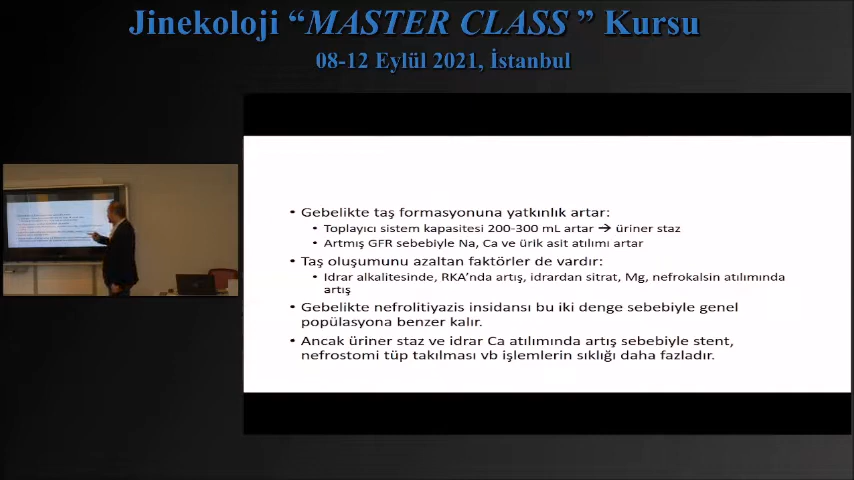 Jinekoloji “MASTER CLASS ” Kursu
08-12 Eylül 2021, İstanbul
• Gebelikte taş formasyonuna yatkınlık artar:
• Toplayıcı sistem kapasitesi 200-300 mL artar → üriner staz
• Artmış GFR sebebiyle Na, Ca ve ürik asit atılımı artar
• Taş oluşumunu azaltan faktörler de vardır:
• Idrar alkalitesinde, RKA’nda artış, idrardan sitrat, Mg, nefrokalsin atılımında
artış
• Gebelikte nefrolitiyazis insidansı bu iki denge sebebiyle genel
popülasyona benzer kalır.
• Ancak üriner staz ve idrar Ca atılımında artış sebebiyle stent,
nefrostomi tüp takılması vb işlemlerin sıklığı daha fazladır.